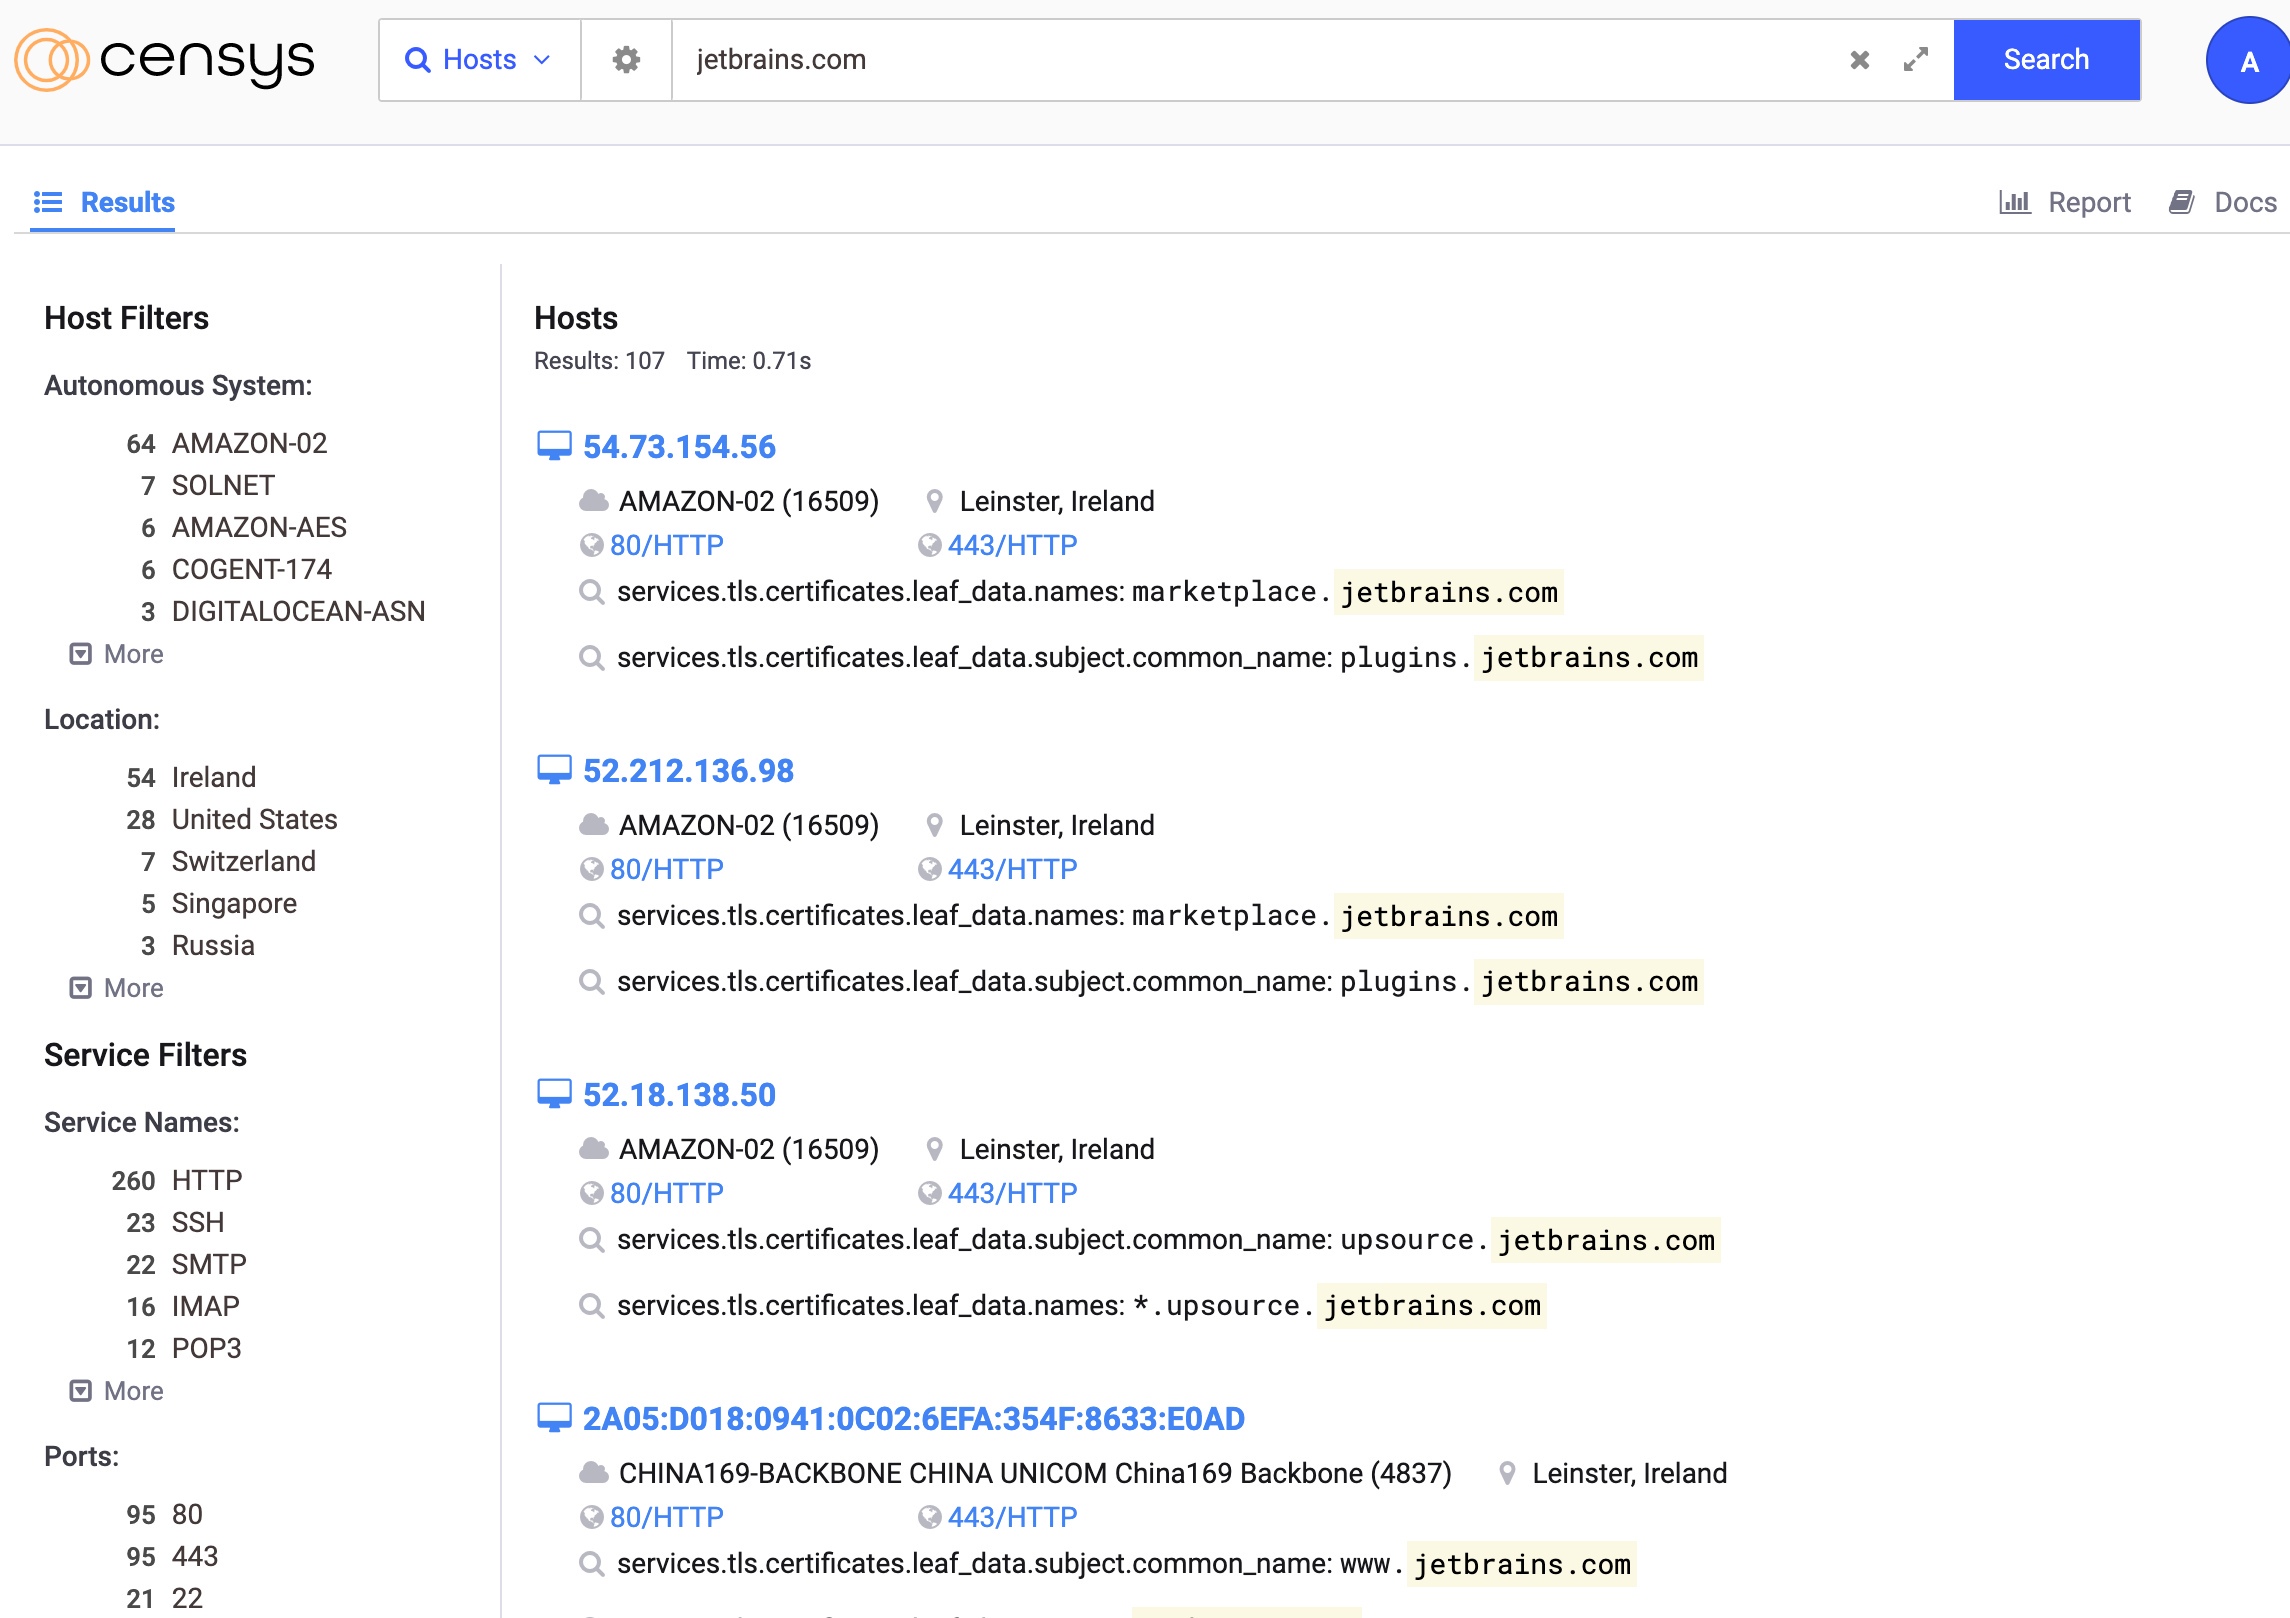 censys
Hosts
jetbrains.com
Search
A
Results
Report
Docs
Host Filters
Autonomous System:
64 AMAZON-02
7 SOLNET
6 AMAZON-AES
6 COGENT-174
3 DIGITALOCEAN-ASN
More
Location:
54 Ireland
28 United States
7 Switzerland
5 Singapore
3 Russia
More
Service Filters
Service Names:
260 HTTP
23 SSH
22 SMTP
16 IMAP
12 POP3
More
Ports:
95 80
95 443
21 22
Hosts
Results: 107 Time: 0.71s
54.73.154.56
AMAZON-02 (16509) Leinster, Ireland
80/HTTP 443/HTTP
services.tls.certificates.leaf_data.names: marketplace.jetbrains.com
services.tls.certificates.leaf_data.subject.common_name: plugins.jetbrains.com
52.212.136.98
AMAZON-02 (16509) Leinster, Ireland
80/HTTP 443/HTTP
services.tls.certificates.leaf_data.names: marketplace.jetbrains.com
services.tls.certificates.leaf_data.subject.common_name: plugins.jetbrains.com
52.18.138.50
AMAZON-02 (16509) Leinster, Ireland
80/HTTP 443/HTTP
services.tls.certificates.leaf_data.subject.common_name: upsource.jetbrains.com
services.tls.certificates.leaf_data.names: *.upsource.jetbrains.com
2A05:D018:0941:0C02:6EFA:354F:8633:E0AD
CHINA169-BACKBONE CHINA UNICOM China169 Backbone (4837) Leinster, Ireland
80/HTTP 443/HTTP
services.tls.certificates.leaf_data.subject.common_name: www.jetbrains.com